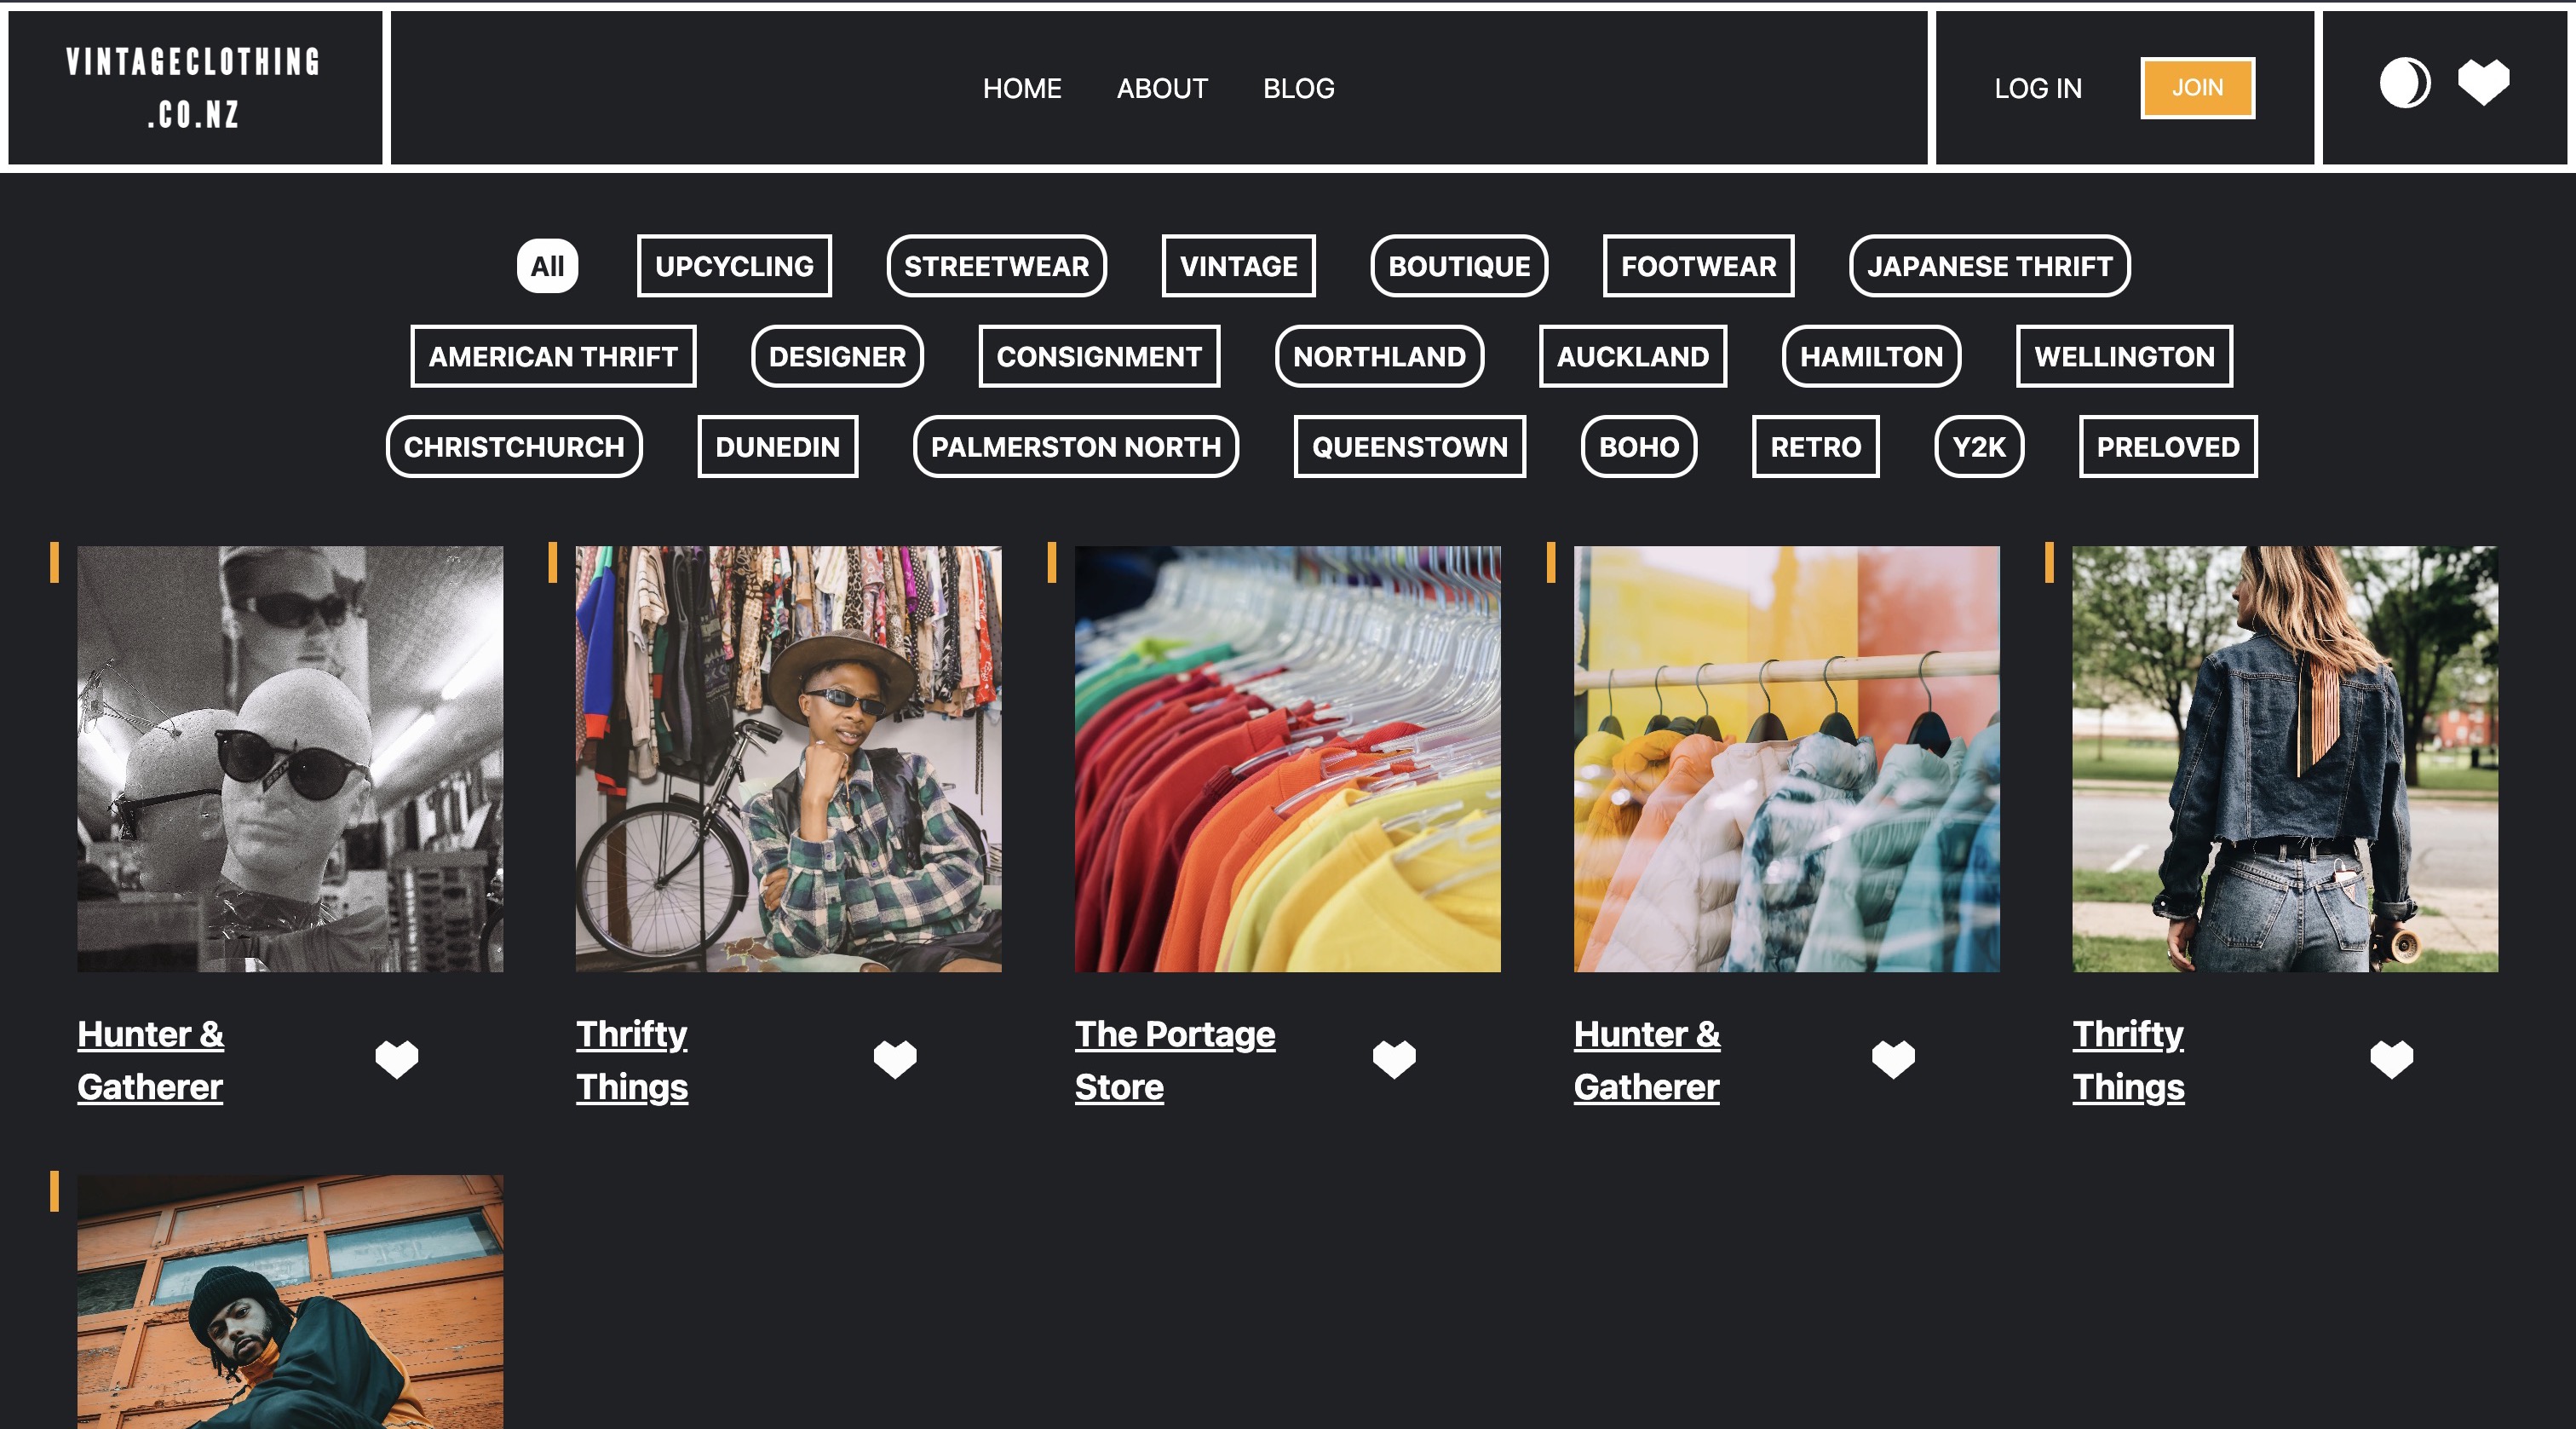 VINTAGECLOTHING
.CO.NZ
HOME ABOUT BLOG
LOG IN JOIN
All UPCYCLING STREETWEAR VINTAGE BOUTIQUE FOOTWEAR JAPANESE THRIFT
AMERICAN THRIFT DESIGNER CONSIGNMENT NORTHLAND AUCKLAND HAMILTON WELLINGTON
CHRISTCHURCH DUNEDIN PALMERSTON NORTH QUEENSTOWN BOHO RETRO Y2K PRELOVED
Hunter &
Gatherer
Thrifty
Things
The Portage
Store
Hunter &
Gatherer
Thrifty
Things